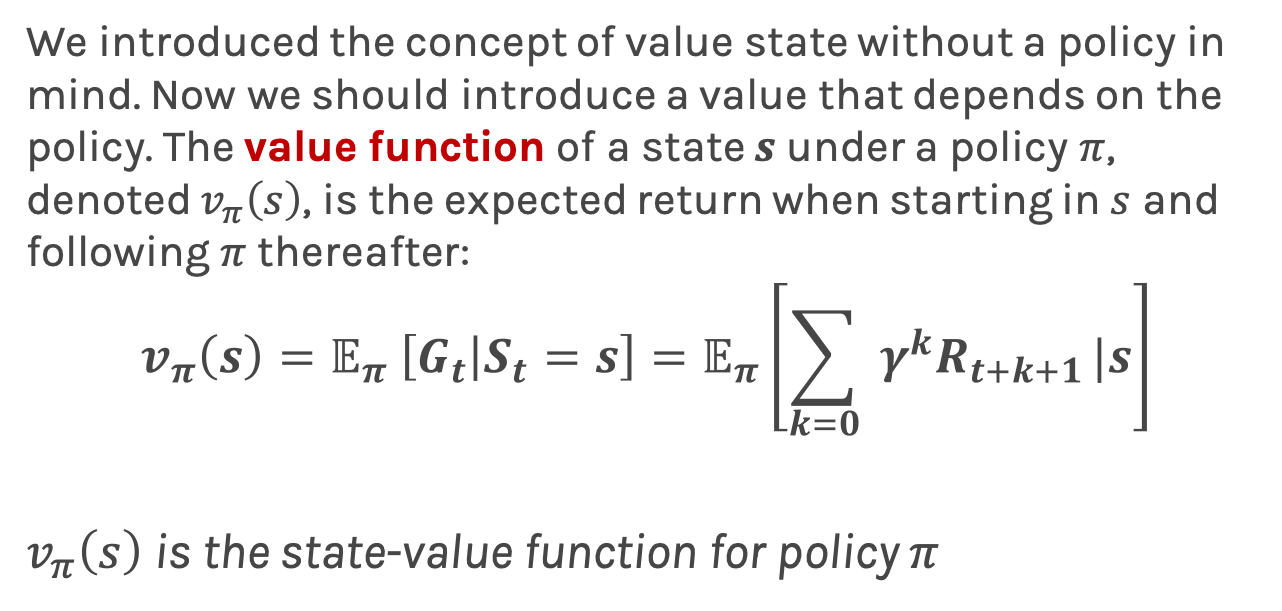 We introduced the concept of value state without a policy in
mind. Now we should introduce a value that depends on the
policy. The value function of a state s under a policy π,
denoted vπ(s), is the expected return when starting in s and
following π thereafter:
vπ(s) = 𝔼π [Gt|St = s] = 𝔼π [∑k=0 γ^k Rt+k+1 |s]
vπ(s) is the state-value function for policy π